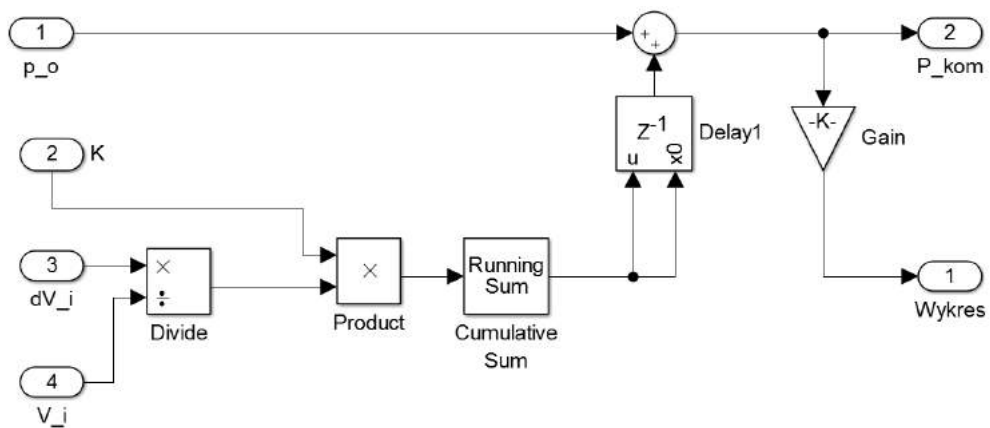 1
p_o
+
+
2
P_kom
Z-1
u
x0
Delay1
-K-
Gain
2
K
3
dV_i
×
÷
Divide
×
Product
Running
Sum
Cumulative
Sum
1
Wykres
4
V_i